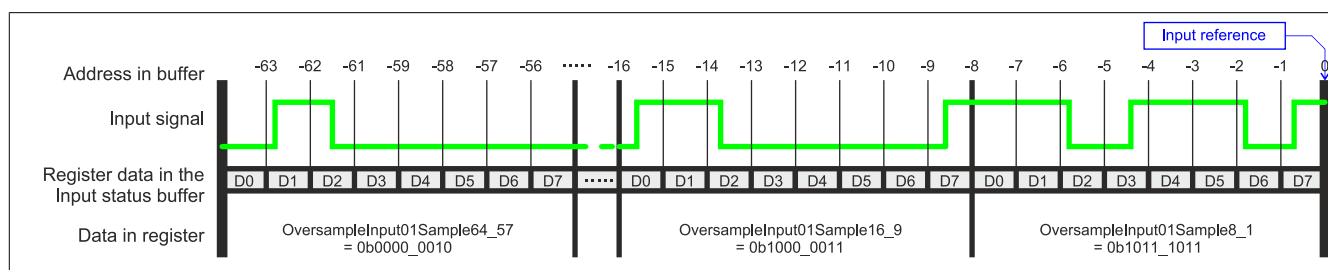 Input reference
Address in buffer -63 -62 -61 -59 -58 -57 -56 ····· -16 -15 -14 -13 -12 -11 -10 -9 -8 -7 -6 -5 -4 -3 -2 -1 0
Input signal
Register data in the
Input status buffer
D0 D1 D2 D3 D4 D5 D6 D7 ····· D0 D1 D2 D3 D4 D5 D6 D7 D0 D1 D2 D3 D4 D5 D6 D7
Data in register
OversampleInput01Sample64_57
= 0b0000_0010
OversampleInput01Sample16_9
= 0b1000_0011
OversampleInput01Sample8_1
= 0b1011_1011